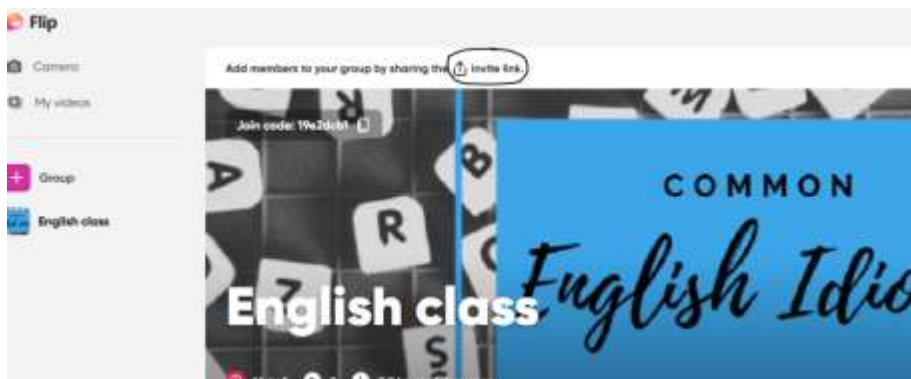 Flip
Camera
My videos
Group
English class
Add members to your group by sharing the invite link.
Join code: 19e2dcb1
English class
COMMON
English Idio
A
R
B
R
Z
S